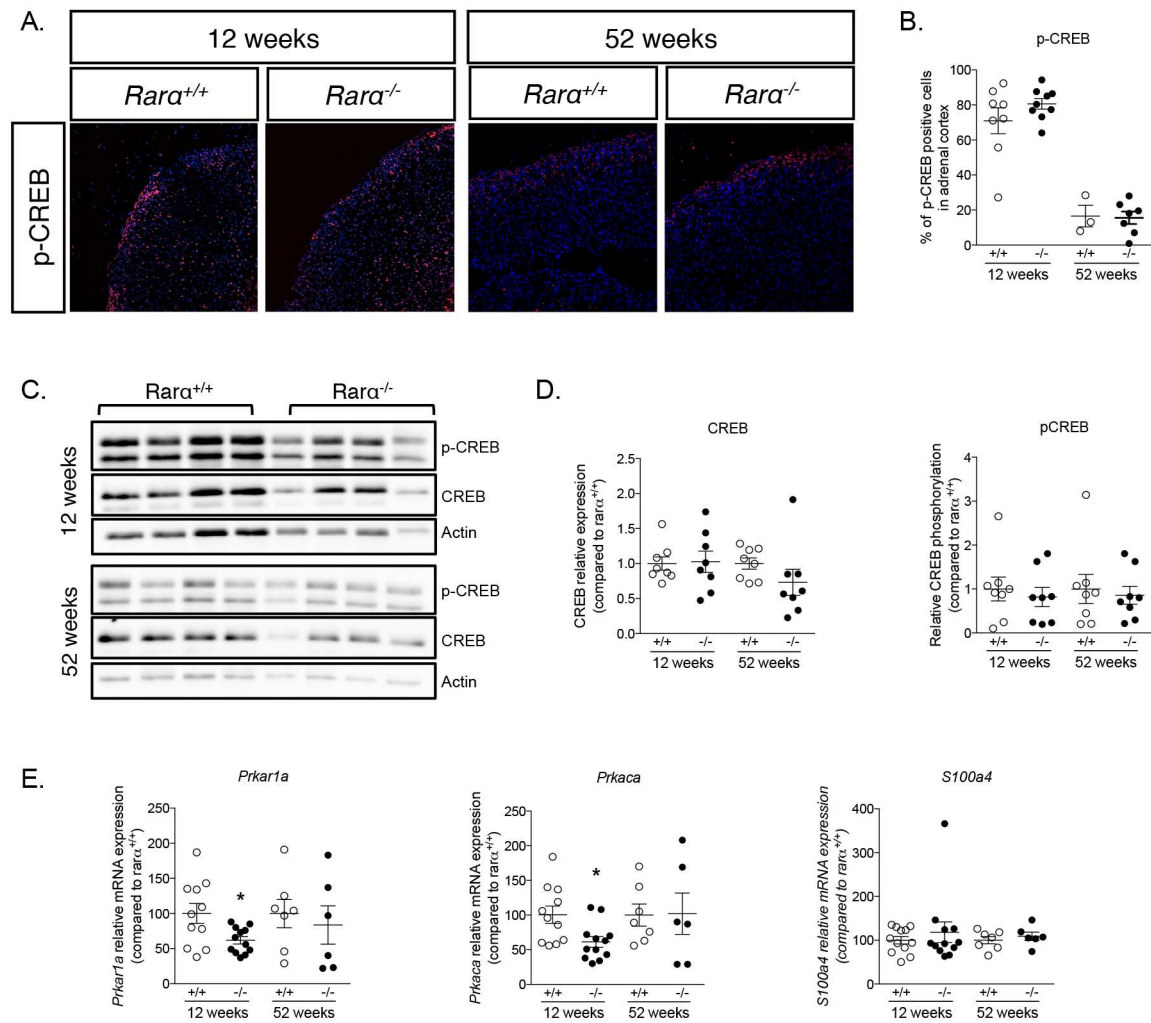 A.
12 weeks
52 weeks
Rarα+/+
Rarα-/-
Rarα+/+
Rarα-/-
p-CREB
B.
p-CREB
% of p-CREB positive cells
in adrenal cortex
100
80
60
40
20
0
+/+
-/-
+/+
-/-
12 weeks
52 weeks
C.
Rarα+/+
Rarα-/-
12 weeks
p-CREB
CREB
Actin
52 weeks
p-CREB
CREB
Actin
D.
CREB
CREB relative expression
(compared to rarα+/+)
2.5
2.0
1.5
1.0
0.5
0.0
+/+
-/-
+/+
-/-
12 weeks
52 weeks
pCREB
Relative CREB phosphorylation
(compared to rarα+/+)
4
3
2
1
0
+/+
-/-
+/+
-/-
12 weeks
52 weeks
E.
Prkar1a
Prkar1a relative mRNA expression
(compared to rarα+/+)
250
200
150
100
50
0
*
+/+
-/-
+/+
-/-
12 weeks
52 weeks
Prkaca
Prkaca relative mRNA expression
(compared to rarα+/+)
250
200
150
100
50
0
*
+/+
-/-
+/+
-/-
12 weeks
52 weeks
S100a4
S100a4 relative mRNA expression
(compared to rarα+/+)
400
300
200
100
0
+/+
-/-
+/+
-/-
12 weeks
52 weeks